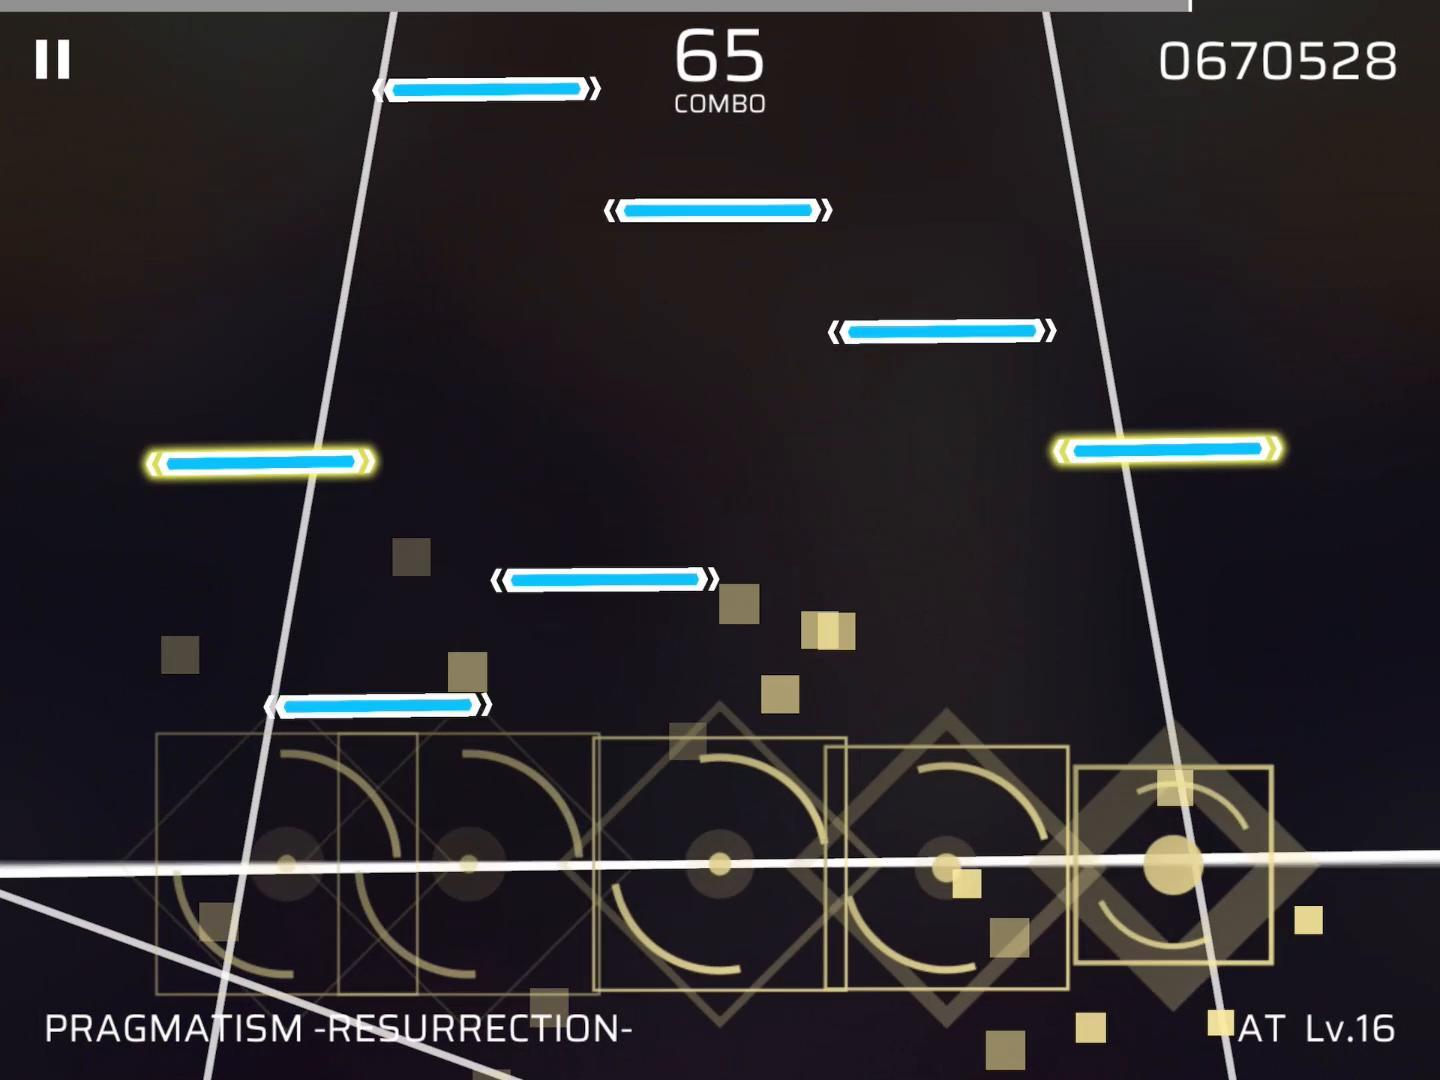 65
COMBO
0670528
PRAGMATISM -RESURRECTION-
AT Lv.16